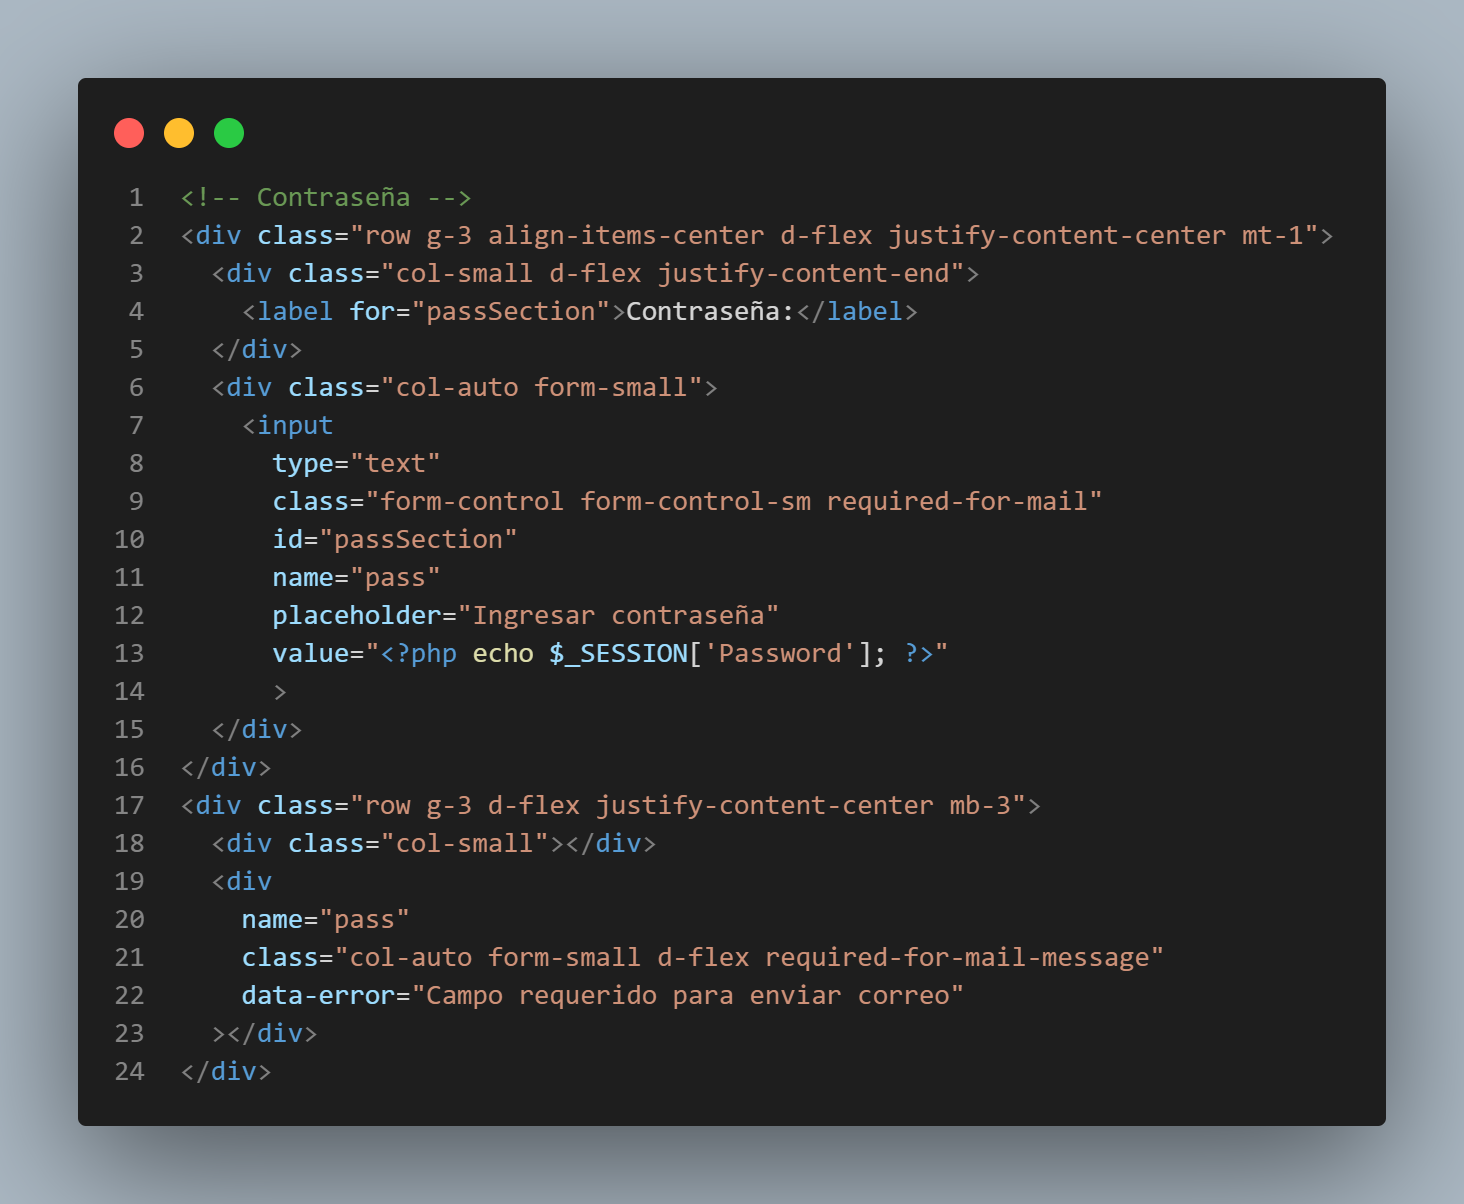 1 <!-- Contraseña -->
2 <div class="row g-3 align-items-center d-flex justify-content-center mt-1">
3   <div class="col-small d-flex justify-content-end">
4     <label for="passSection">Contraseña:</label>
5   </div>
6   <div class="col-auto form-small">
7     <input
8       type="text"
9       class="form-control form-control-sm required-for-mail"
10       id="passSection"
11       name="pass"
12       placeholder="Ingresar contraseña"
13       value="<?php echo $_SESSION['Password']; ?>"
14       >
15   </div>
16 </div>
17 <div class="row g-3 d-flex justify-content-center mb-3">
18   <div class="col-small"></div>
19   <div
20     name="pass"
21     class="col-auto form-small d-flex required-for-mail-message"
22     data-error="Campo requerido para enviar correo"
23   ></div>
24 </div>